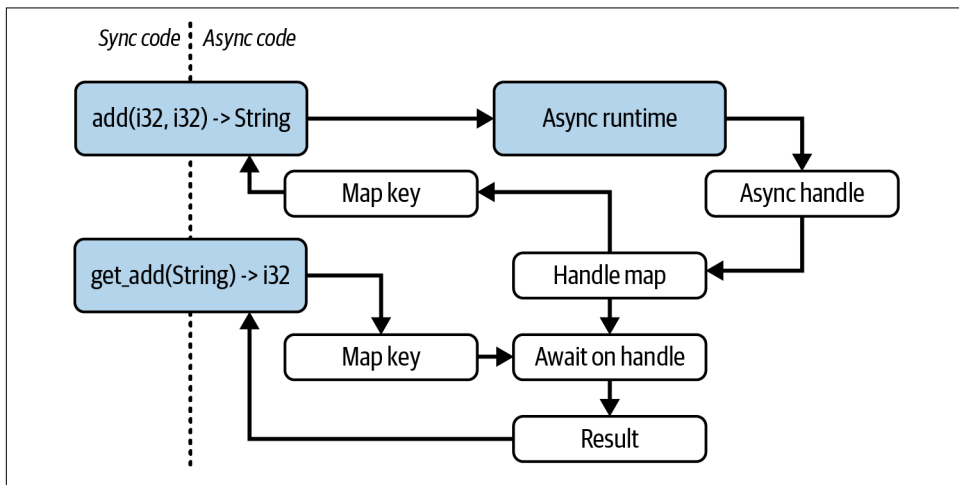 Sync code
Async code
add(i32, i32) -> String
Async runtime
Map key
Async handle
get_add(String) -> i32
Handle map
Map key
Await on handle
Result